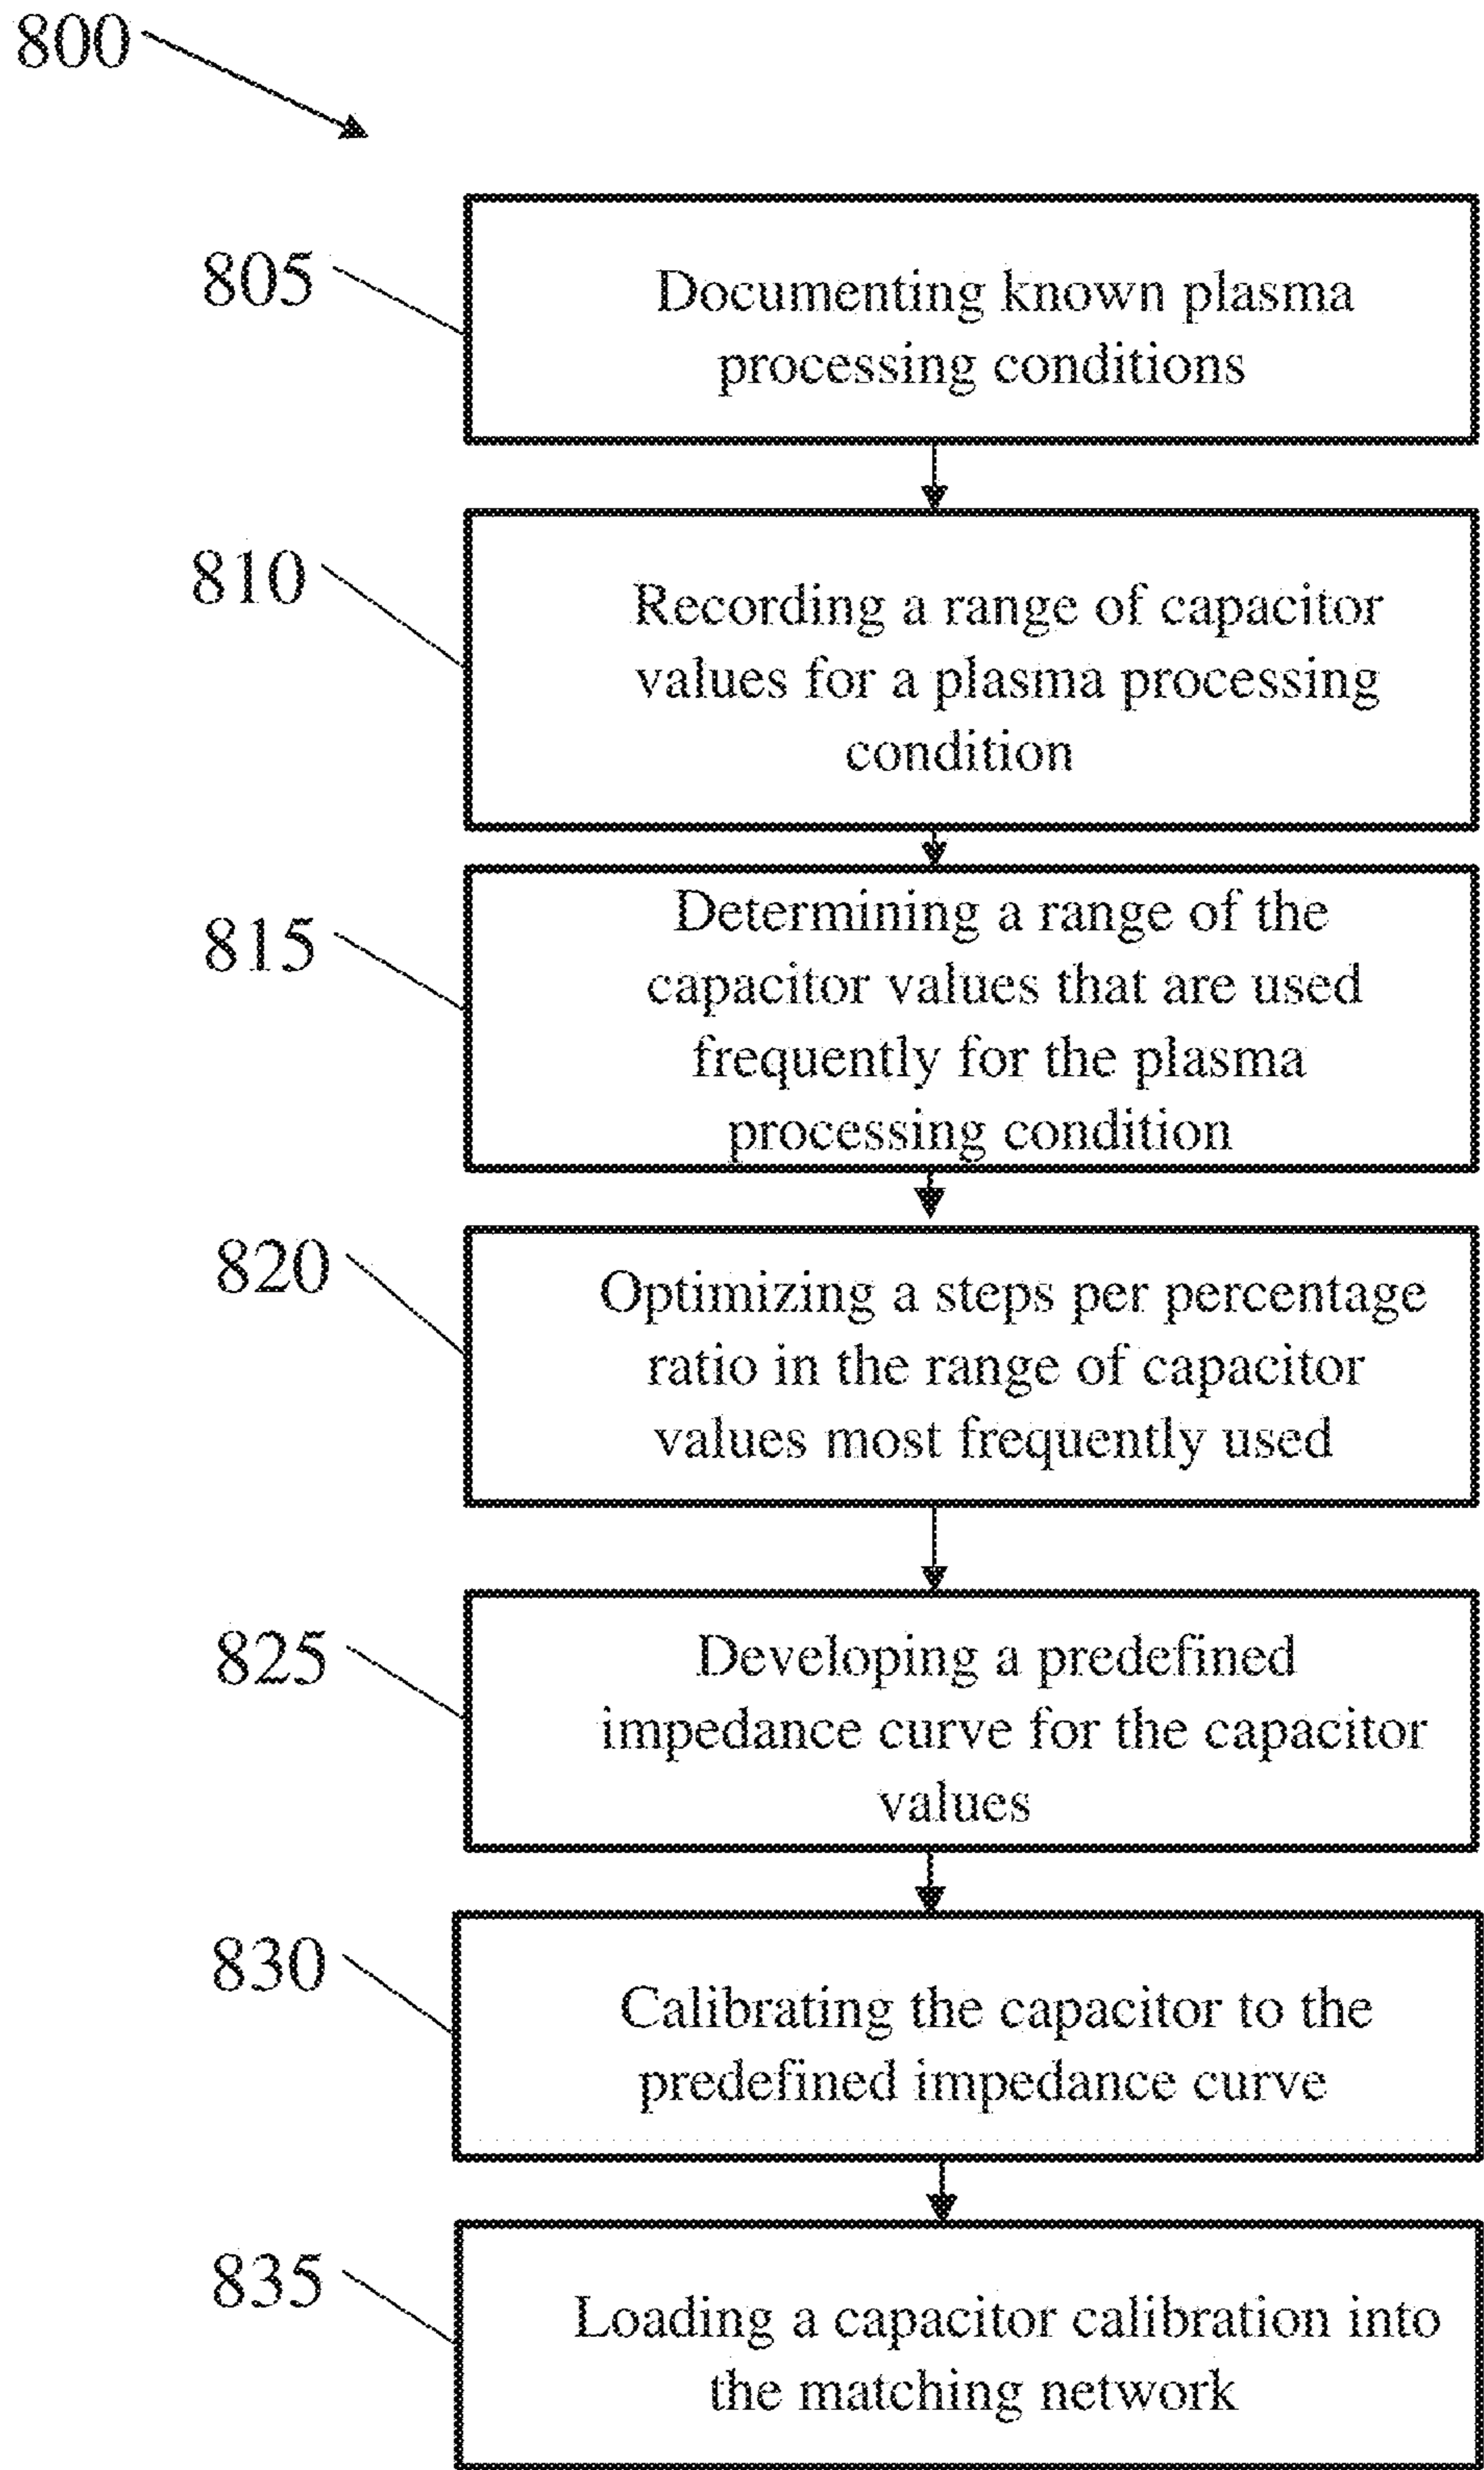 800
805
Documenting known plasma
processing conditions
810
Recording a range of capacitor
values for a plasma processing
condition
815
Determining a range of the
capacitor values that are used
frequently for the plasma
processing condition
820
Optimizing a steps per percentage
ratio in the range of capacitor
values most frequently used
825
Developing a predefined
impedance curve for the capacitor
values
830
Calibrating the capacitor to the
predefined impedance curve
835
Loading a capacitor calibration into
the matching network